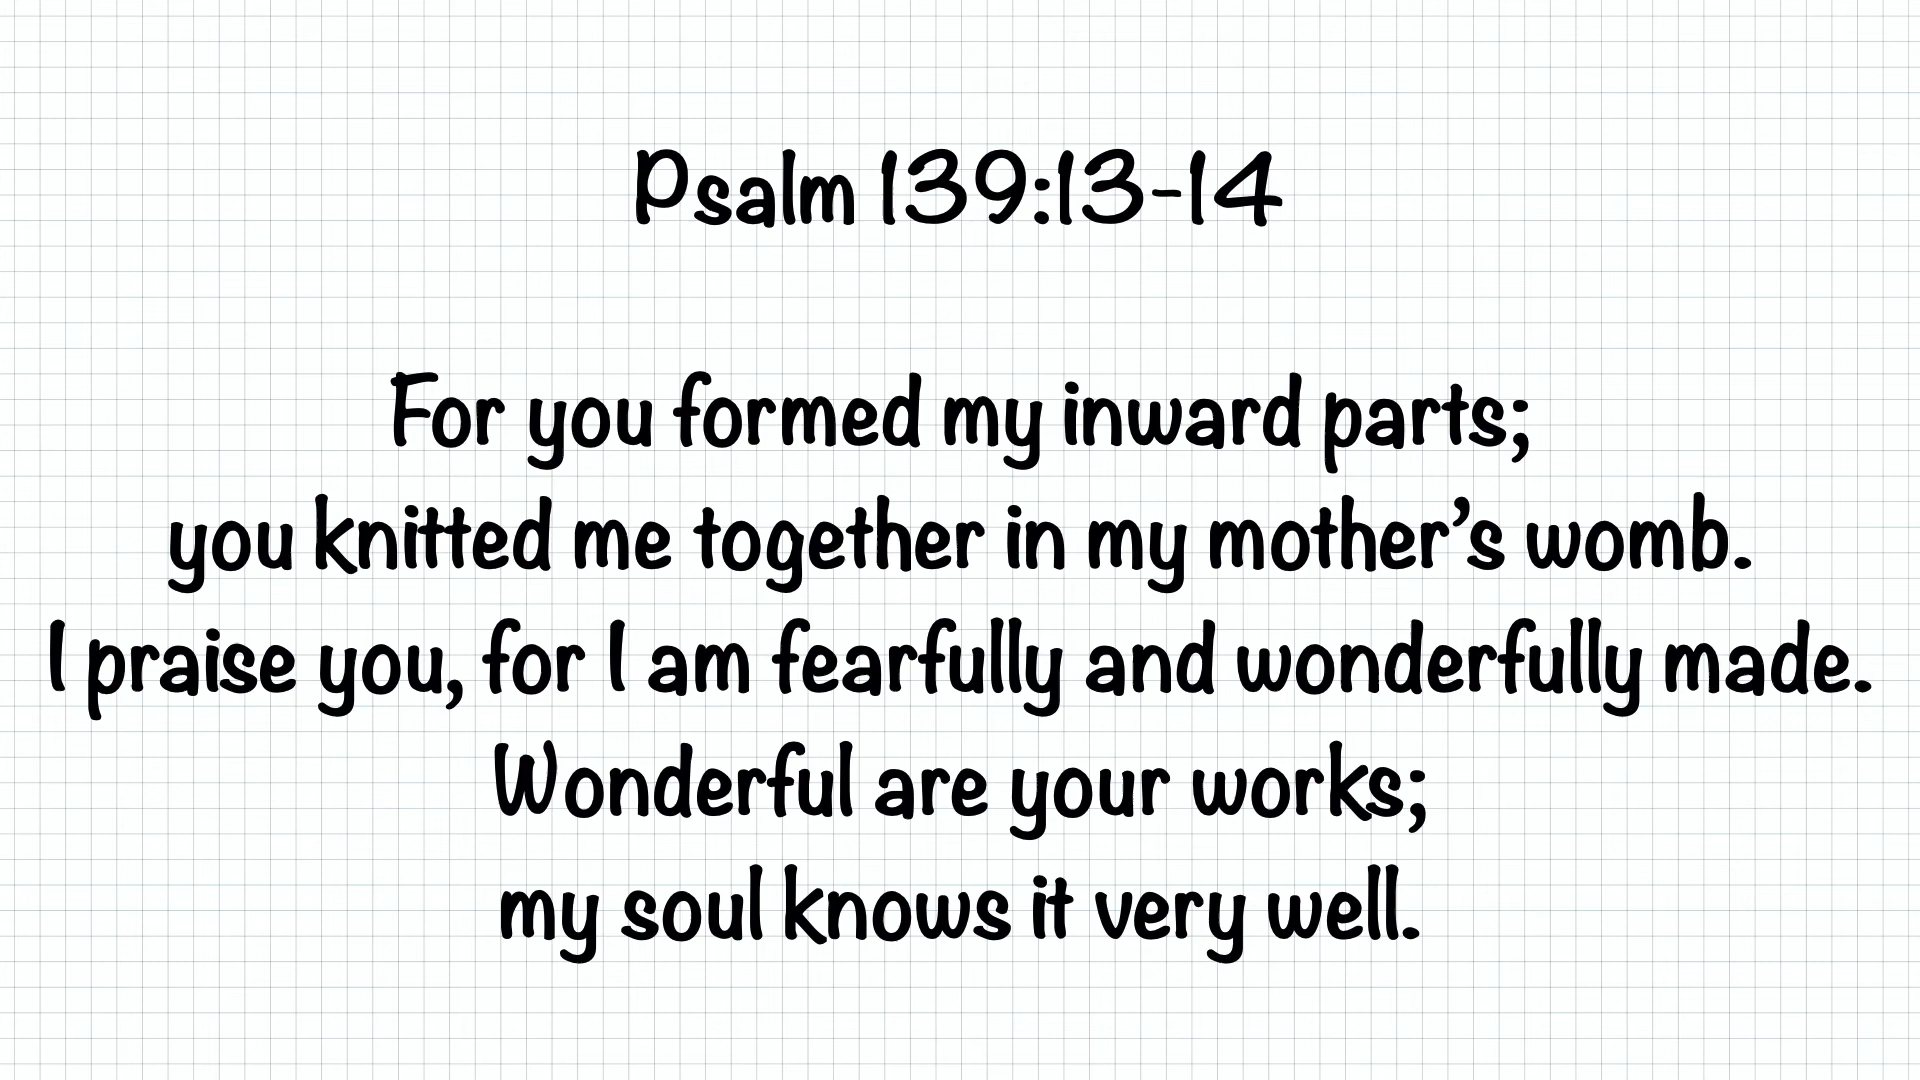 Psalm 139:13-14
For you formed my inward parts;
you knitted me together in my mother’s womb.
I praise you, for I am fearfully and wonderfully made.
Wonderful are your works;
my soul knows it very well.